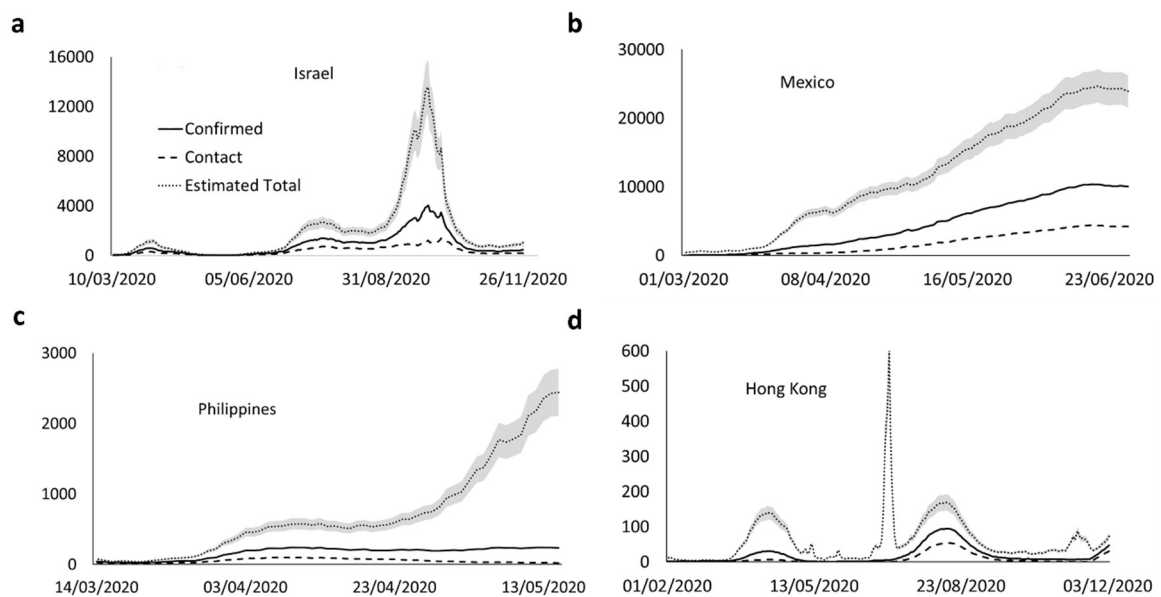 a
16000
12000
8000
4000
0
Israel
Confirmed
Contact
Estimated Total
10/03/2020 05/06/2020 31/08/2020 26/11/2020
b
30000
20000
10000
0
Mexico
01/03/2020 08/04/2020 16/05/2020 23/06/2020
c
3000
2000
1000
0
Philippines
14/03/2020 03/04/2020 23/04/2020 13/05/2020
d
600
500
400
300
200
100
0
Hong Kong
01/02/2020 13/05/2020 23/08/2020 03/12/2020